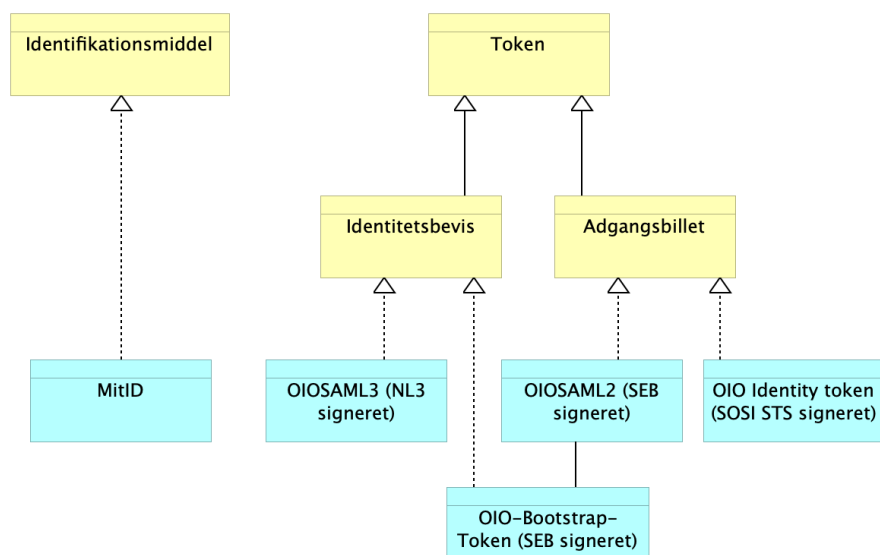 Identifikationsmiddel
Token
Identitetsbevis
Adgangsbillet
MitID
OIOSAML3 (NL3
signeret)
OIOSAML2 (SEB
signeret)
OIO Identity token
(SOSI STS signeret)
OIO-Bootstrap-
Token (SEB signeret)